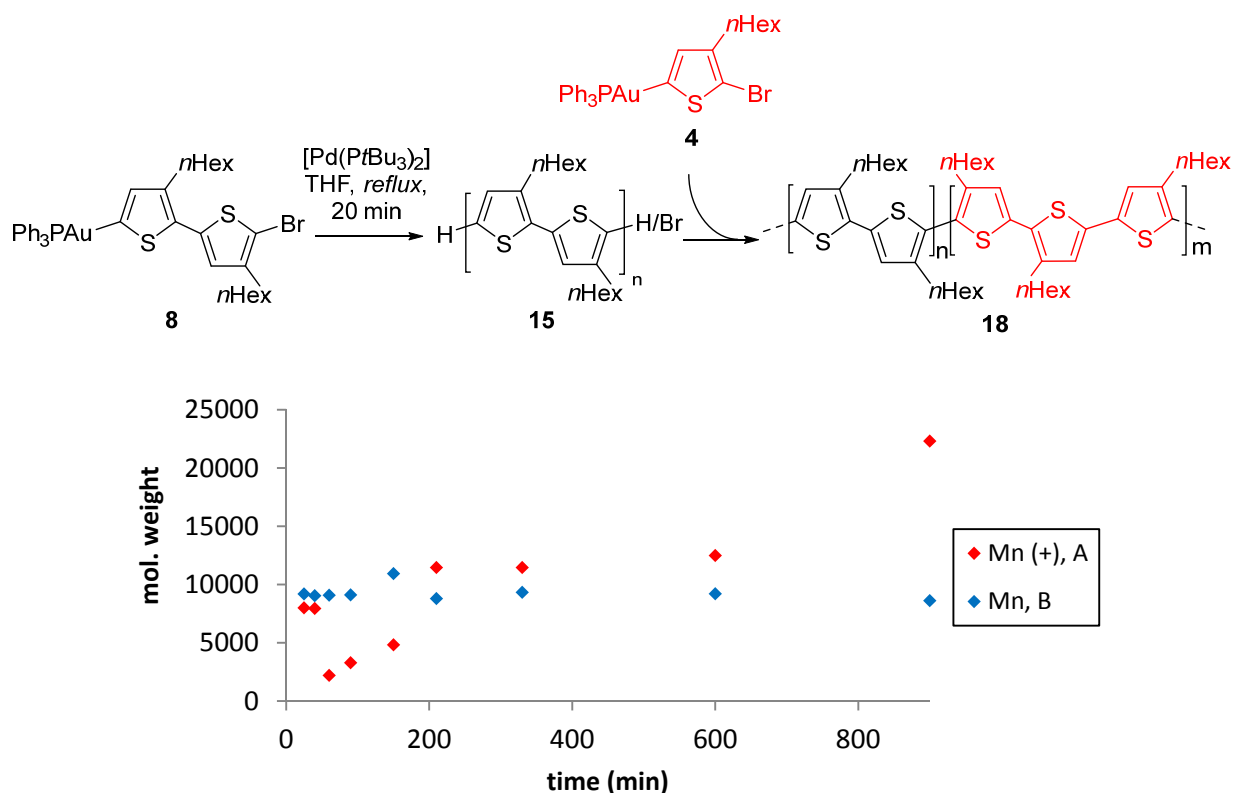 nHex
Ph3PAu
S
Br
4
nHex
S
Br
Ph3PAu
S
nHex
8
[Pd(PtBu3)2]
THF, reflux,
20 min
nHex
S
H
H/Br
S
n
nHex
15
nHex
S
S
n
nHex
nHex
S
S
S
nHex
nHex
m
18
25000
20000
15000
10000
5000
0
mol. weight
0
200
400
600
800
time (min)
Mn (+), A
Mn, B